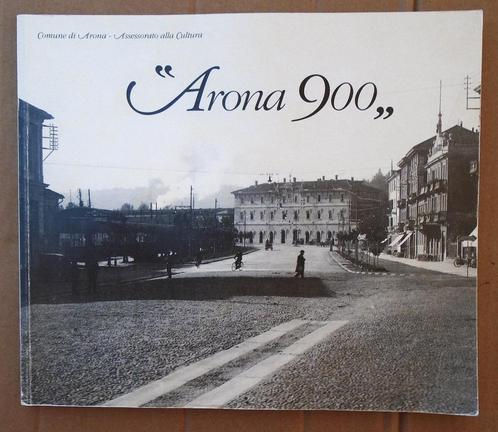 Comune di Arona - Assessorato alla Cultura
“Arona 900„